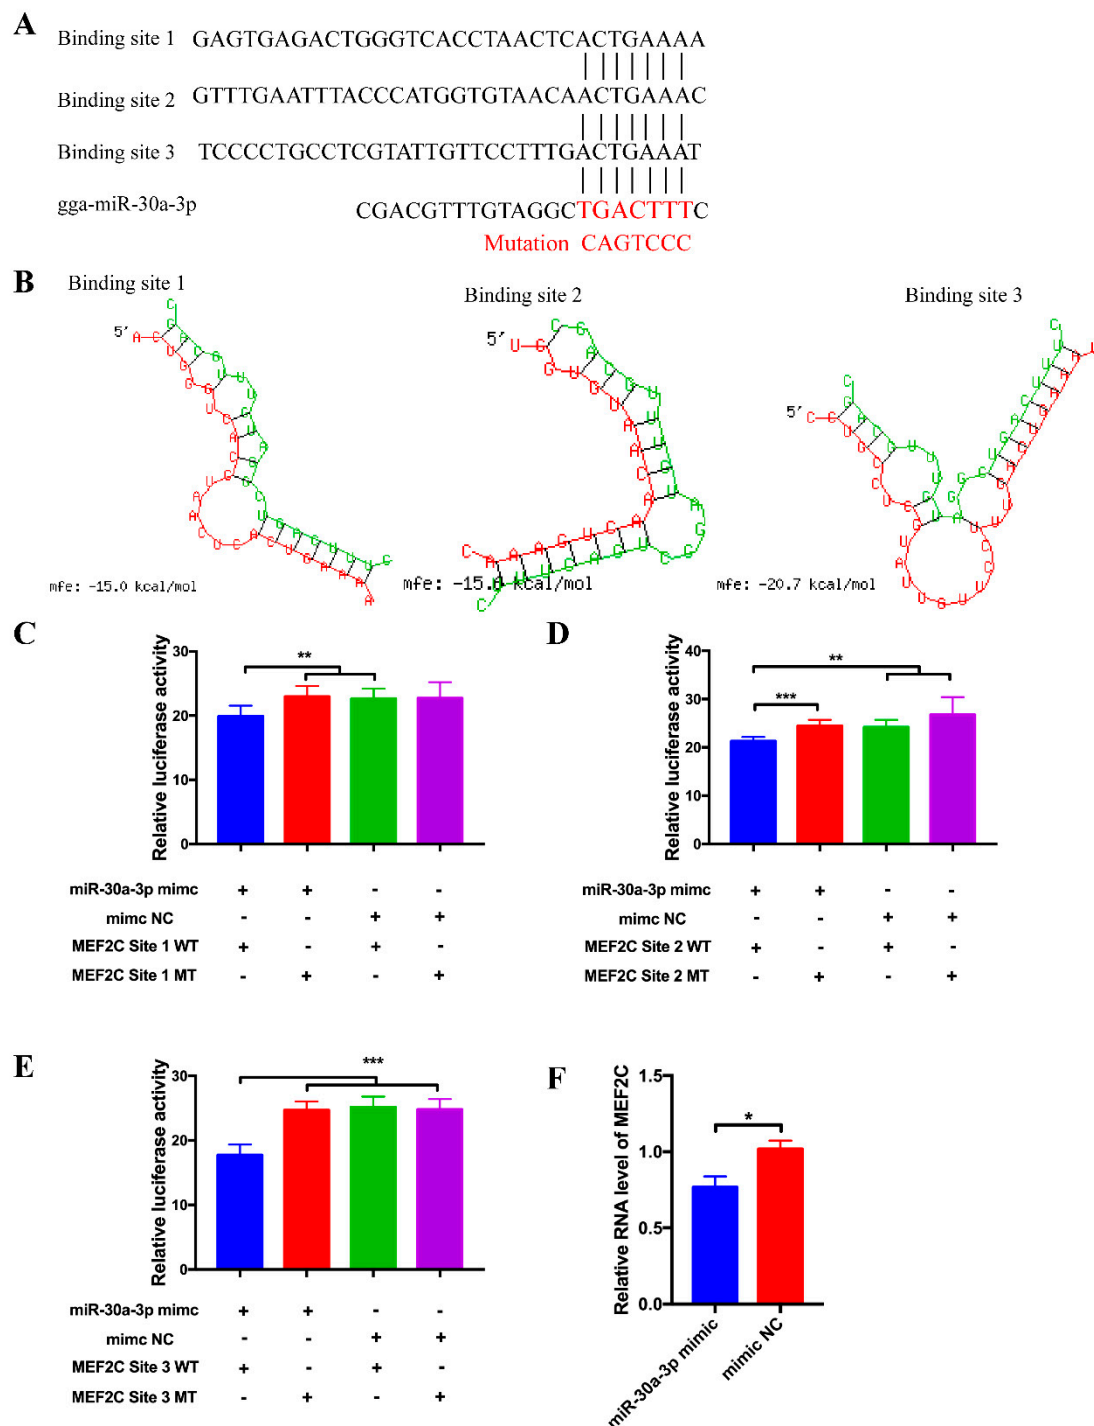 A
Binding site 1 GAGTGAGACTGGGTCACCTAACTCACTGAAAA
Binding site 2 GTTTGAATTTACCCATGGTGTAACAACTGAAAC
Binding site 3 TCCCCTGCCTCGTATTGTTCCTTTGACTGAAAT
gga-miR-30a-3p CGACGTTTGTAGGCTGACTTTC
Mutation CAGTCCC
B
Binding site 1
Binding site 2
Binding site 3
5'
5'
5'
mfe: -15.0 kcal/mol
kcal/mol
mfe: -20.7 kcal/mol
C
Relative luciferase activity
30
20
10
0
**
miR-30a-3p mimc + + - -
mimc NC - - + +
MEF2C Site 1 WT + - + -
MEF2C Site 1 MT - + - +
D
Relative luciferase activity
40
30
20
10
0
**
***
miR-30a-3p mimc + + - -
mimc NC - - + +
MEF2C Site 2 WT + - + -
MEF2C Site 2 MT - + - +
E
Relative luciferase activity
30
20
10
0
***
miR-30a-3p mimc + + - -
mimc NC - - + +
MEF2C Site 3 WT + - + -
MEF2C Site 3 MT - + - +
F
Relative RNA level of MEF2C
1.5
1.0
0.5
0.0
*
miR-30a-3p mimic
mimic NC